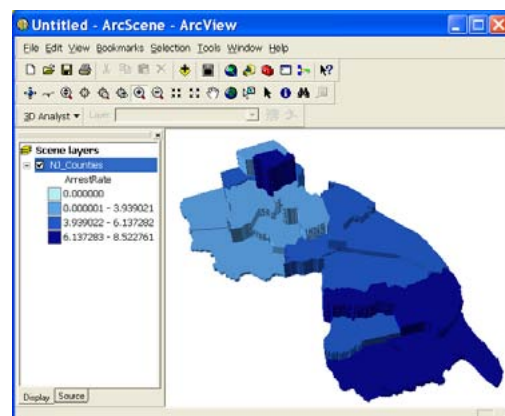 Untitled - ArcScene - ArcView
File Edit View Bookmarks Selection Tools Window Help
3D Analyst Layer:
Scene layers
NJ_Counties
ArrestRate
0.000000
0.000001 - 3.939021
3.939022 - 6.137282
6.137283 - 8.522761
Display Source